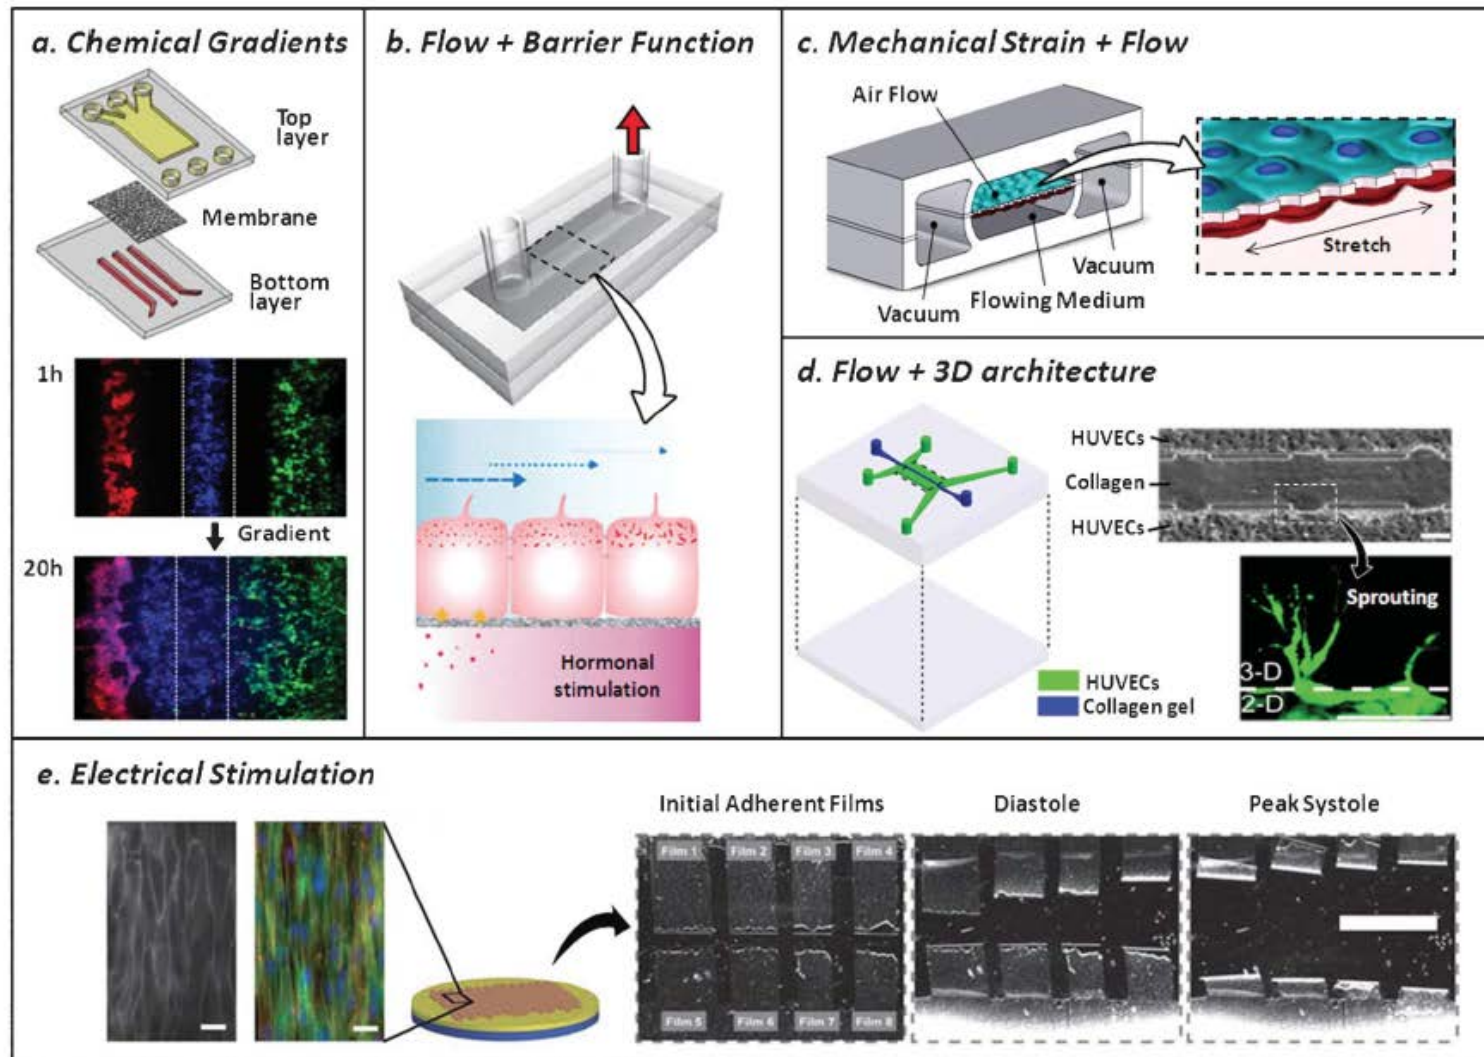 a. Chemical Gradients
Top
layer
Membrane
Bottom
layer
1h
Gradient
20h
b. Flow + Barrier Function
Hormonal
stimulation
c. Mechanical Strain + Flow
Air Flow
Vacuum
Flowing Medium
Vacuum
Stretch
d. Flow + 3D architecture
HUVECs
Collagen
HUVECs
Sprouting
3-D
2-D
HUVECs
Collagen gel
e. Electrical Stimulation
Initial Adherent Films
Diastole
Peak Systole
Film 1 Film 2 Film 3 Film 4
Film 5 Film 6 Film 7 Film 8